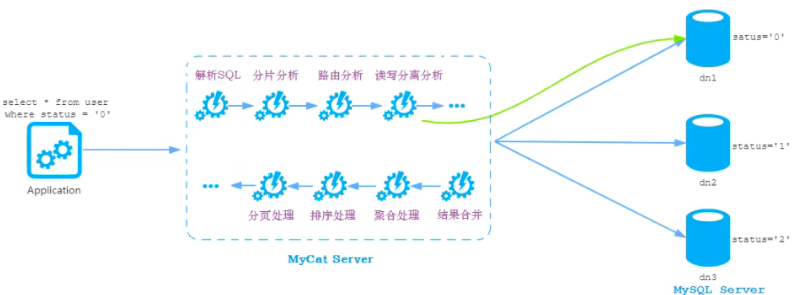 select * from user
where status = '0'
Application
解析SQL 分片分析 路由分析 读写分离分析
•••
•••
分页处理 排序处理 聚合处理 结果合并
MyCat Server
satus='0'
dn1
status='1'
dn2
status='2'
dn3
MySQL Server